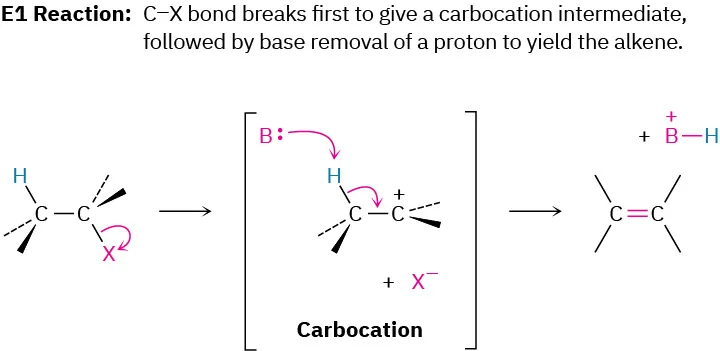 E1 Reaction: C–X bond breaks first to give a carbocation intermediate,
followed by base removal of a proton to yield the alkene.
H
C – C
X
B:
H
+
C – C
+ X–
Carbocation
+
+ B – H
C = C